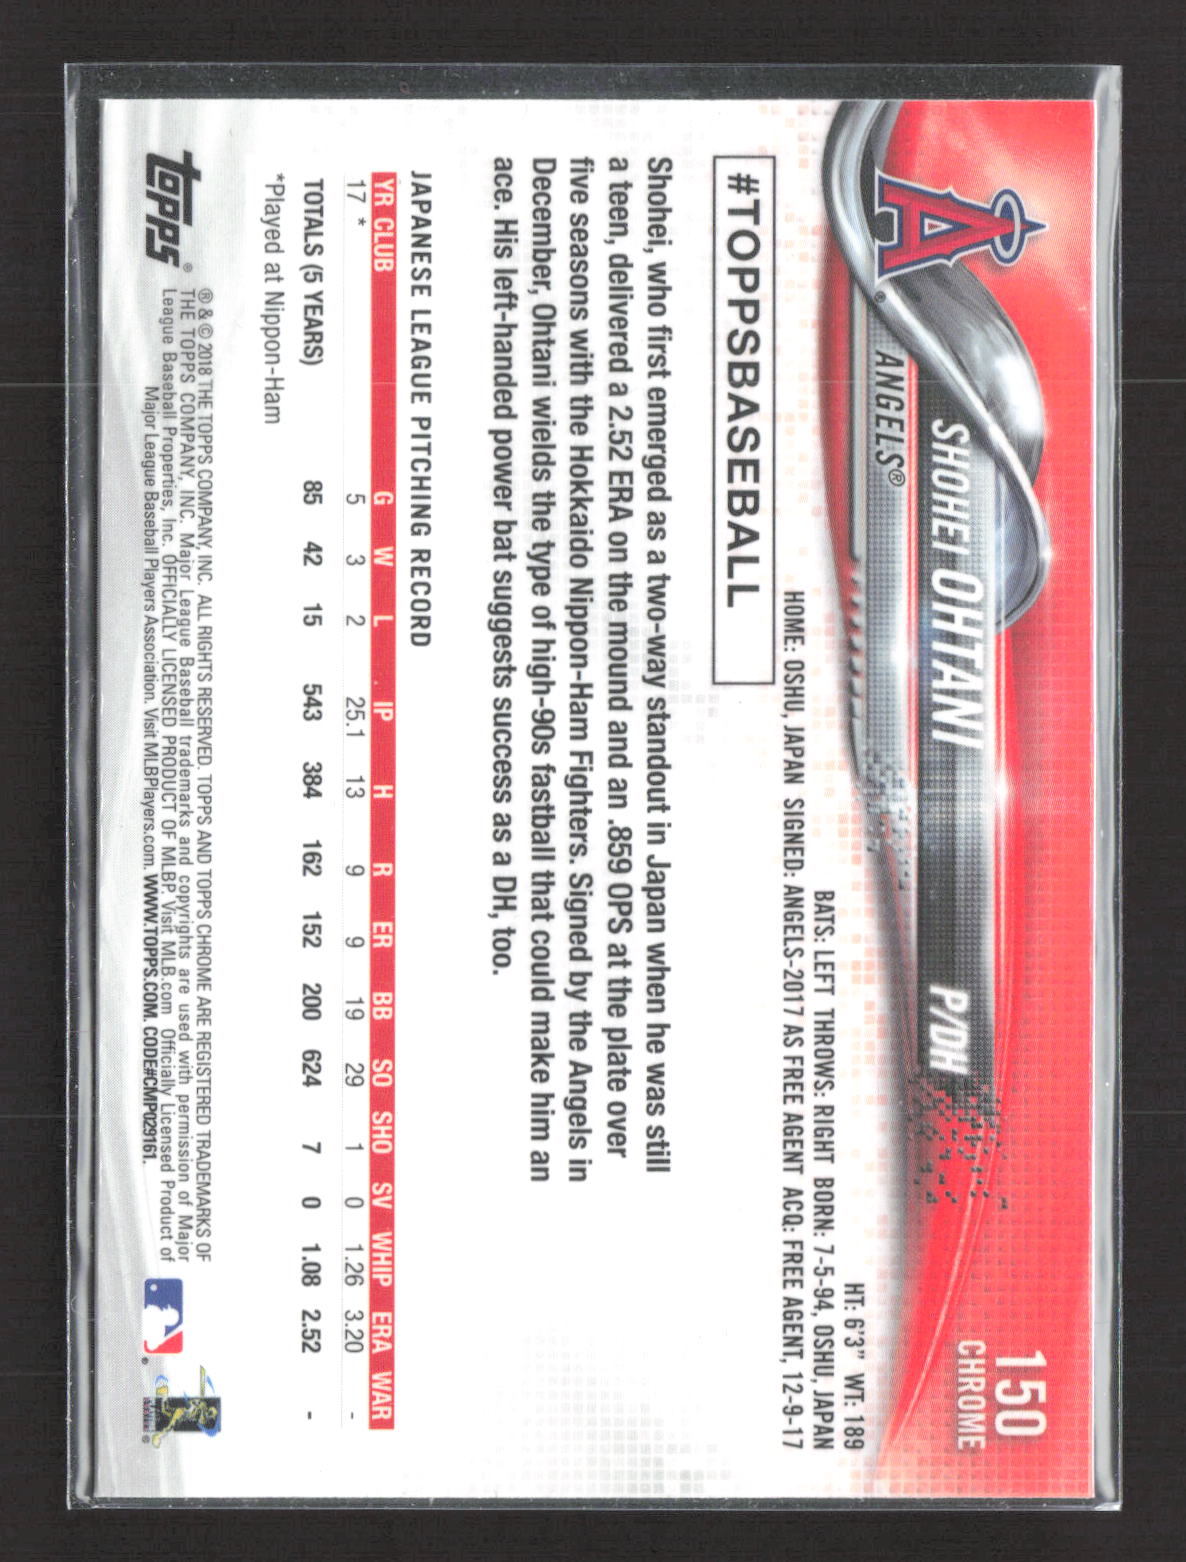 150
CHROME
SHOHEI OHTANI P/DH
ANGELS®
HT: 6'3" WT: 189
BATS: LEFT THROWS: RIGHT BORN: 7-5-94, OSHU, JAPAN
HOME: OSHU, JAPAN SIGNED: ANGELS-2017 AS FREE AGENT ACQ: FREE AGENT, 12-9-17
#TOPPSBASEBALL
Shohei, who first emerged as a two-way standout in Japan when he was still
a teen, delivered a 2.52 ERA on the mound and an .859 OPS at the plate over
five seasons with the Hokkaido Nippon-Ham Fighters. Signed by the Angels in
December, Ohtani wields the type of high-90s fastball that could make him an
ace. His left-handed power bat suggests success as a DH, too.
JAPANESE LEAGUE PITCHING RECORD
YR CLUB G W L IP H R ER BB SO SHO SV WHIP ERA WAR
17 * 5 3 2 25.1 13 9 9 19 29 1 0 1.26 3.20 -
TOTALS (5 YEARS) 85 42 15 543 384 162 152 200 624 7 0 1.08 2.52 -
*Played at Nippon-Ham
topps®
® & © 2018 THE TOPPS COMPANY, INC. ALL RIGHTS RESERVED. TOPPS AND TOPPS CHROME ARE REGISTERED TRADEMARKS OF
THE TOPPS COMPANY, INC. Major League Baseball trademarks and copyrights are used with permission of Major
League Baseball Properties, Inc. OFFICIALLY LICENSED PRODUCT OF MLBP. Visit MLB.com Officially Licensed Product of
Major League Baseball Players Association. Visit MLBPlayers.com. WWW.TOPPS.COM. CODE#CMP029161.